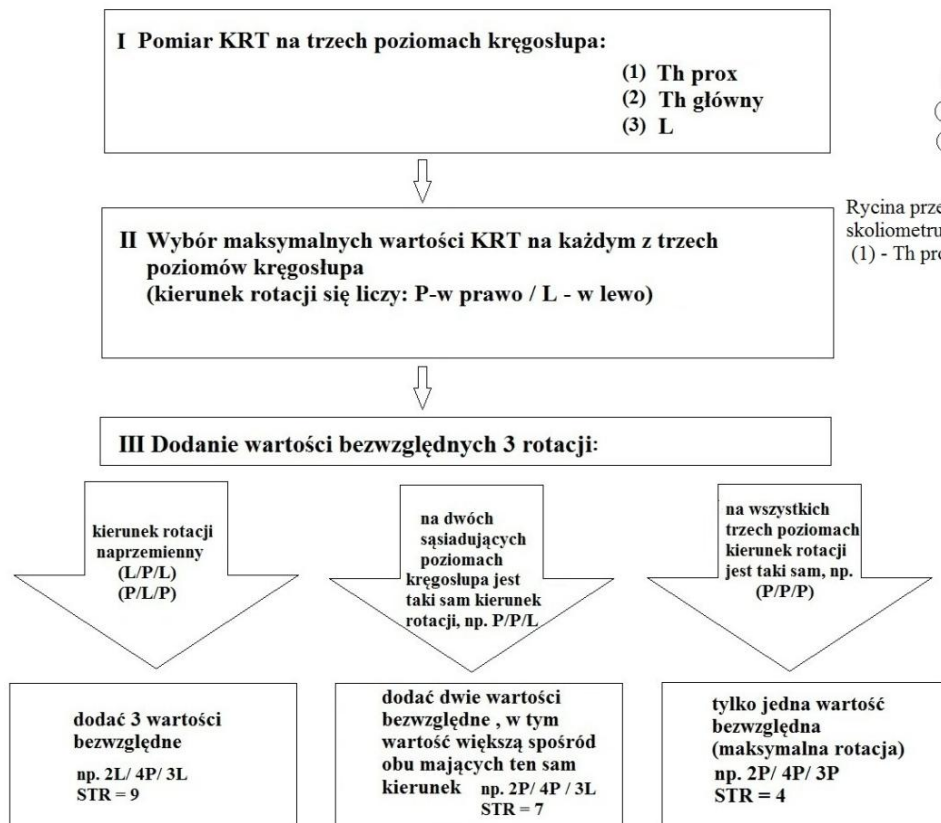 I Pomiar KRT na trzech poziomach kręgosłupa:
(1) Th prox
(2) Th główny
(3) L
II Wybór maksymalnych wartości KRT na każdym z trzech
poziomów kręgosłupa
(kierunek rotacji się liczy: P-w prawo / L - w lewo)
Rycina
skoliometru
(1) - Th
III Dodanie wartości bezwzględnych 3 rotacji:
kierunek rotacji
naprzemienny
(L/P/L)
(P/L/P)
na dwóch
sąsiadujących
poziomach
kręgosłupa jest
taki sam kierunek
rotacji, np. P/P/L
na wszystkich
trzech poziomach
kierunek rotacji
jest taki sam, np.
(P/P/P)
dodać 3 wartości
bezwzględne
np. 2L/ 4P/ 3L
STR = 9
dodać dwie wartości
bezwzględne , w tym
wartość większą spośród
obu mających ten sam
kierunek np. 2P/ 4P / 3L
STR = 7
tylko jedna wartość
bezwzględna
(maksymalna rotacja)
np. 2P/ 4P/ 3P
STR = 4